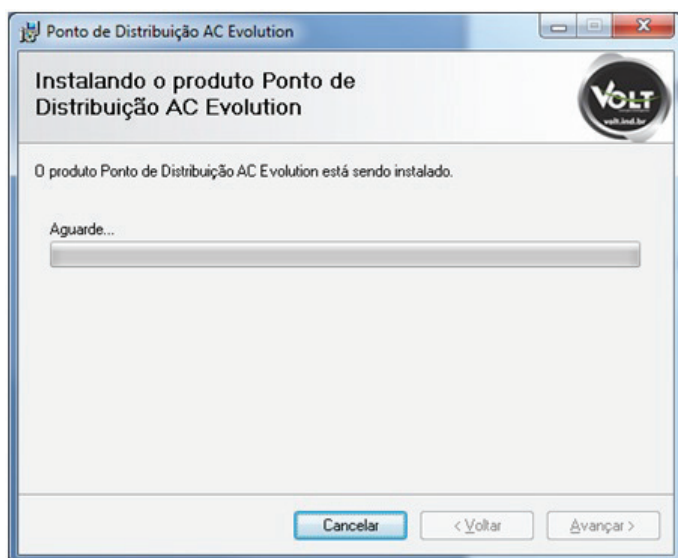 Ponto de Distribuição AC Evolution
Instalando o produto Ponto de
Distribuição AC Evolution
VOLT
volt.ind.br
O produto Ponto de Distribuição AC Evolution está sendo instalado.
Aguarde...
Cancelar
< Voltar
Avançar >